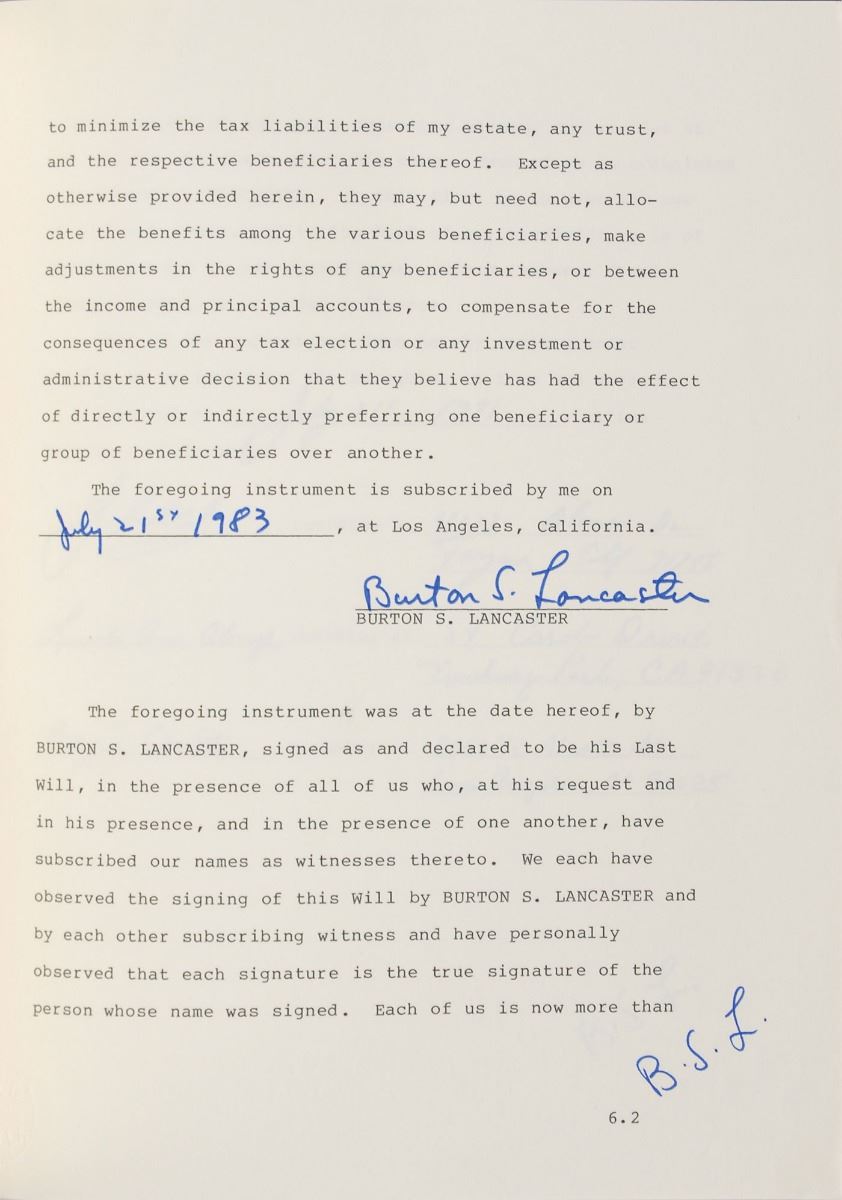 to minimize the tax liabilities of my estate, any trust,
and the respective beneficiaries thereof. Except as
otherwise provided herein, they may, but need not, allo-
cate the benefits among the various beneficiaries, make
adjustments in the rights of any beneficiaries, or between
the income and principal accounts, to compensate for the
consequences of any tax election or any investment or
administrative decision that they believe has had the effect
of directly or indirectly preferring one beneficiary or
group of beneficiaries over another.
The foregoing instrument is subscribed by me on
July 21st 1983, at Los Angeles, California.
Burton S. Lancaster
BURTON S. LANCASTER
The foregoing instrument was at the date hereof, by
BURTON S. LANCASTER, signed as and declared to be his Last
Will, in the presence of all of us who, at his request and
in his presence, and in the presence of one another, have
subscribed our names as witnesses thereto. We each have
observed the signing of this Will by BURTON S. LANCASTER and
by each other subscribing witness and have personally
observed that each signature is the true signature of the
person whose name was signed. Each of us is now more than
B.S.L.
6.2